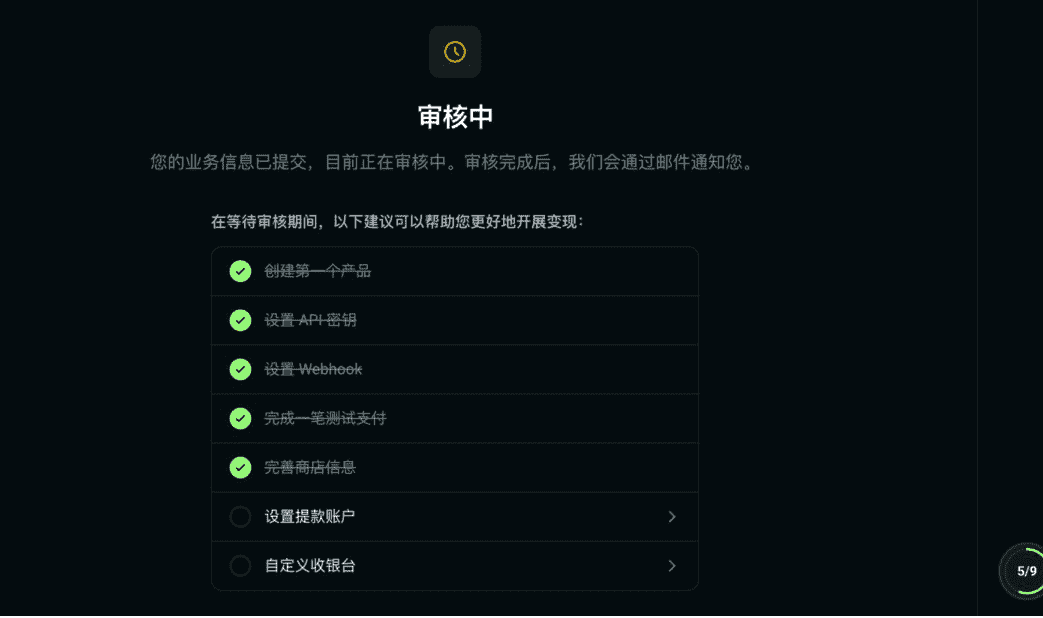 审核中
您的业务信息已提交，目前正在审核中。审核完成后，我们会通过邮件通知您。
在等待审核期间，以下建议可以帮助您更好地开展变现：
创建第一个产品
设置 API 密钥
设置 Webhook
完成一笔测试支付
完善商店信息
设置提款账户
自定义收银台
5/9